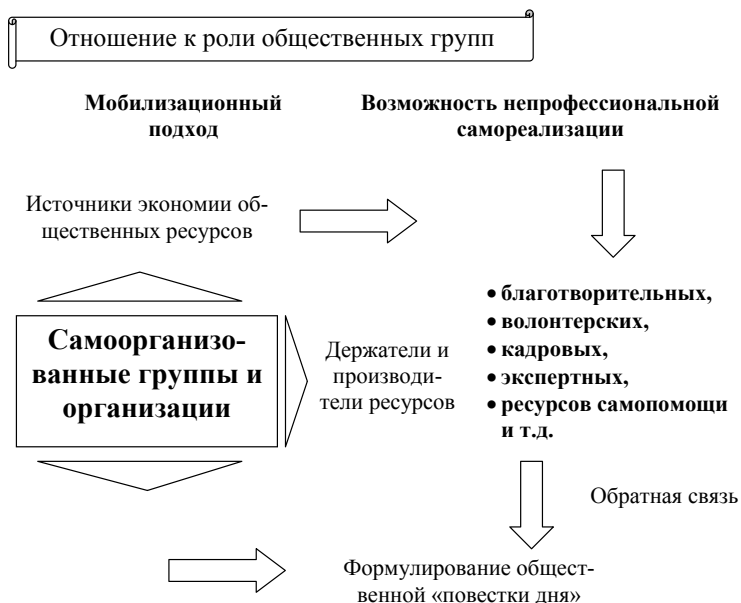 Отношение к роли общественных групп
Мобилизационный
подход
Возможность непрофессиональной
самореализации
Источники экономии об-
щественных ресурсов
Самоорганизо-
ванные группы и
организации
Держатели и
производи-
тели ресурсов
• благотворительных,
• волонтерских,
• кадровых,
• экспертных,
• ресурсов самопомощи
и т.д.
Обратная связь
Формулирование общест-
венной «повестки дня»